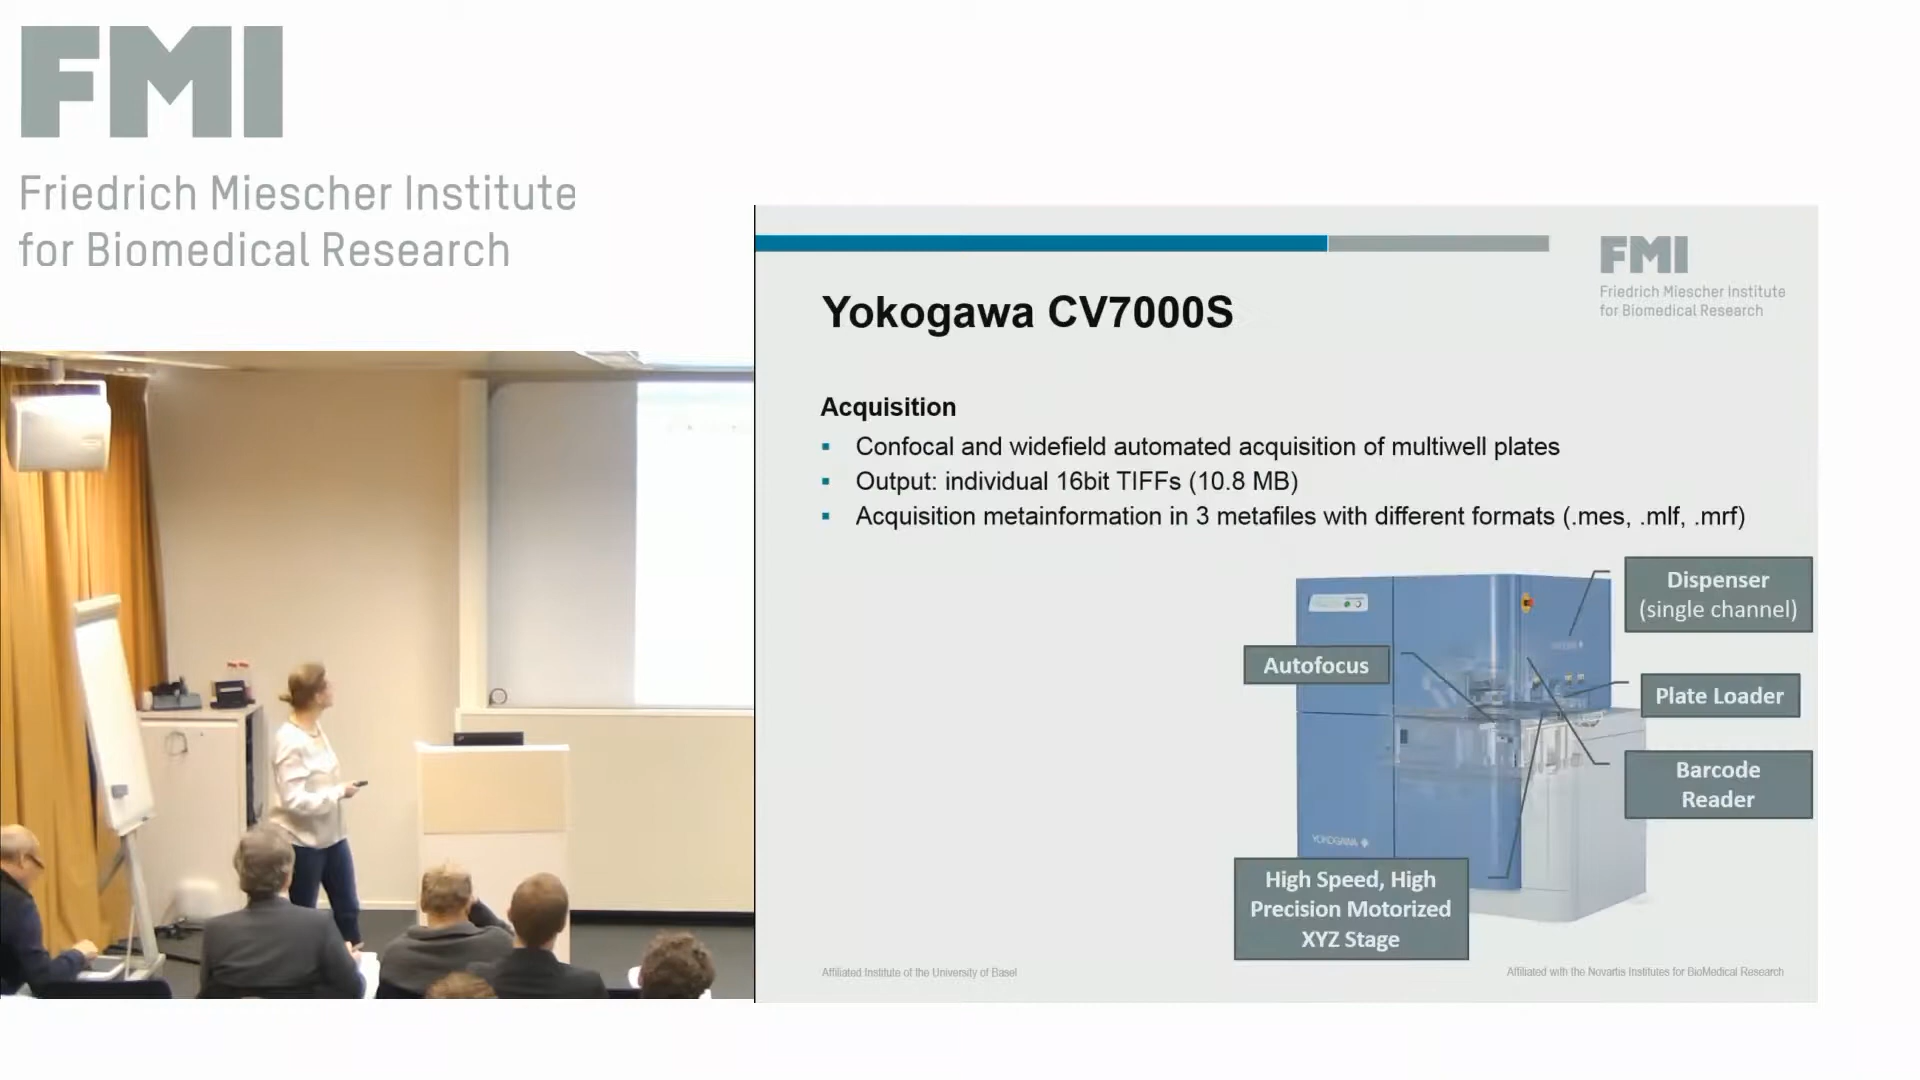 FMI
Friedrich Miescher Institute
for Biomedical Research
FMI
Friedrich Miescher Institute
for Biomedical Research
Yokogawa CV7000S
Acquisition
Confocal and widefield automated acquisition of multiwell plates
Output: individual 16bit TIFFs (10.8 MB)
Acquisition metainformation in 3 metafiles with different formats (.mes, .mlf, .mrf)
Dispenser
(single channel)
Autofocus
Plate Loader
Barcode
Reader
YOKOGAWA
High Speed, High
Precision Motorized
XYZ Stage
Affiliated Institute of the University of Basel
Affiliated with the Novartis Institutes for BioMedical Research